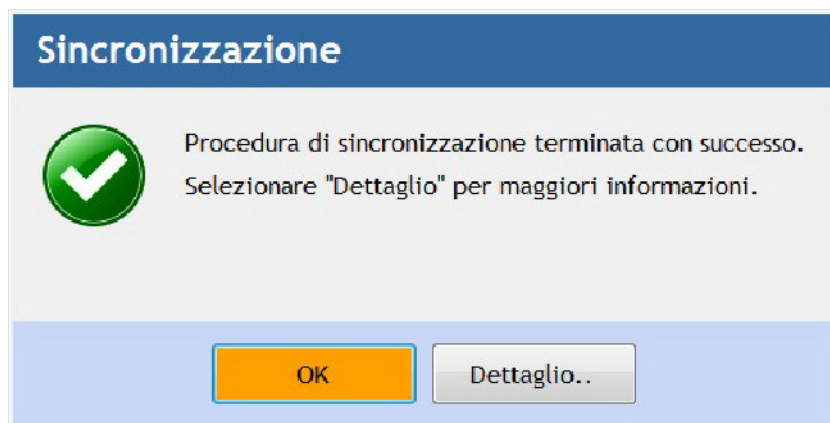 Sincronizzazione
Procedura di sincronizzazione terminata con successo.
Selezionare "Dettaglio" per maggiori informazioni.
OK
Dettaglio..